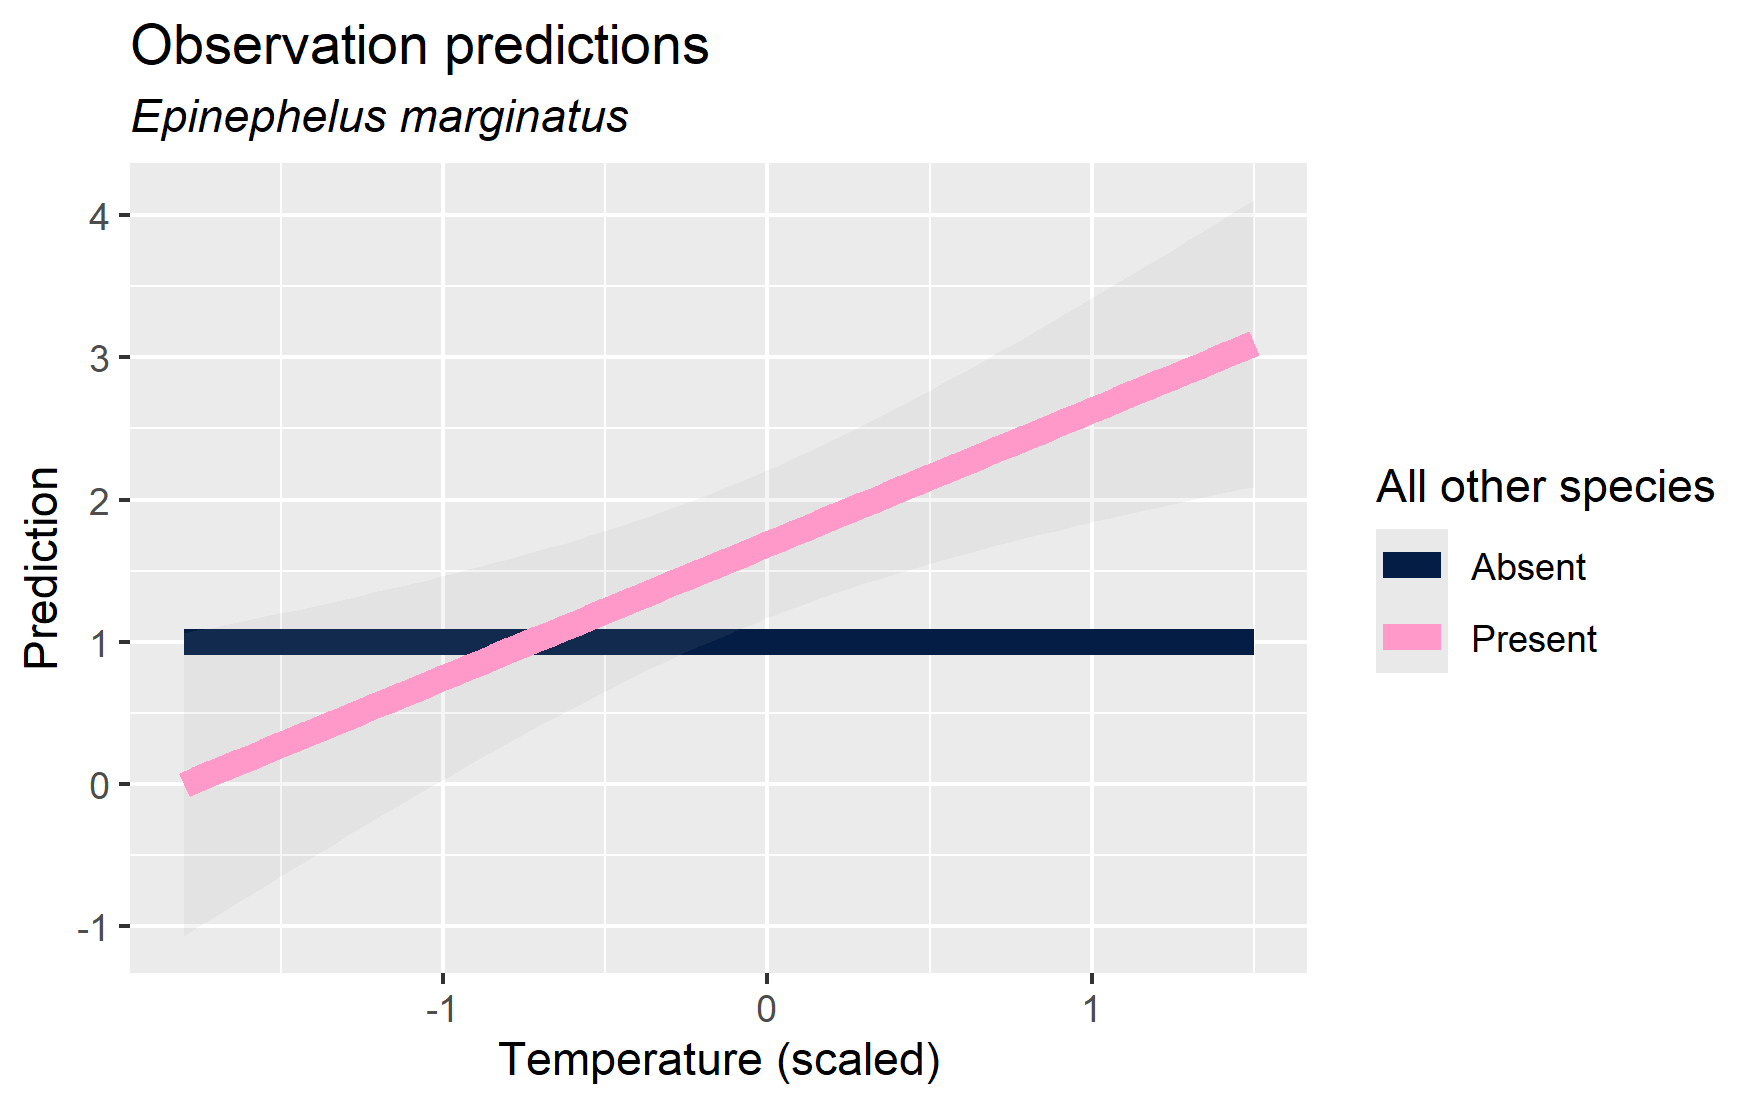 Observation predictions
Epinephelus marginatus
4
3
2
1
0
-1
Prediction
-1 0 1
Temperature (scaled)
All other species
Absent
Present